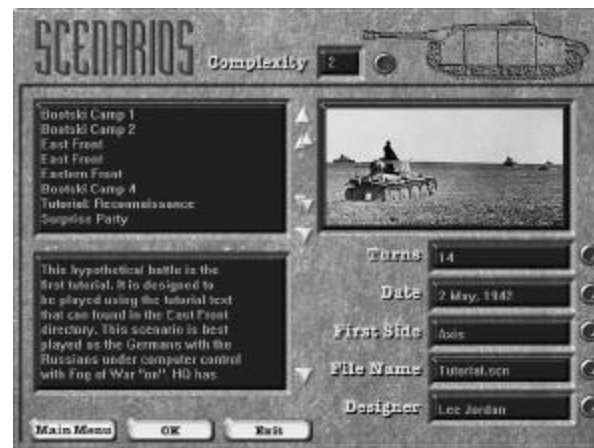 SCENARIOS
Complexity 2
Bootski Camp 1
Bootski Camp 2
East Front
East Front
Eastern Front
Bootski Camp 4
Tutorial: Reconnaissance
Surprise Party
This hypothetical battle is the
first tutorial. It is designed to
be played using the tutorial text
that can found in the East Front
directory. This scenario is best
played as the Germans with the
Russians under computer control
with Fog of War "on". HQ has
Turns 14
Date 2 May, 1942
First Side Axis
File Name Tutorial.scn
Designer Lee Jordan
Main Menu OK Exit